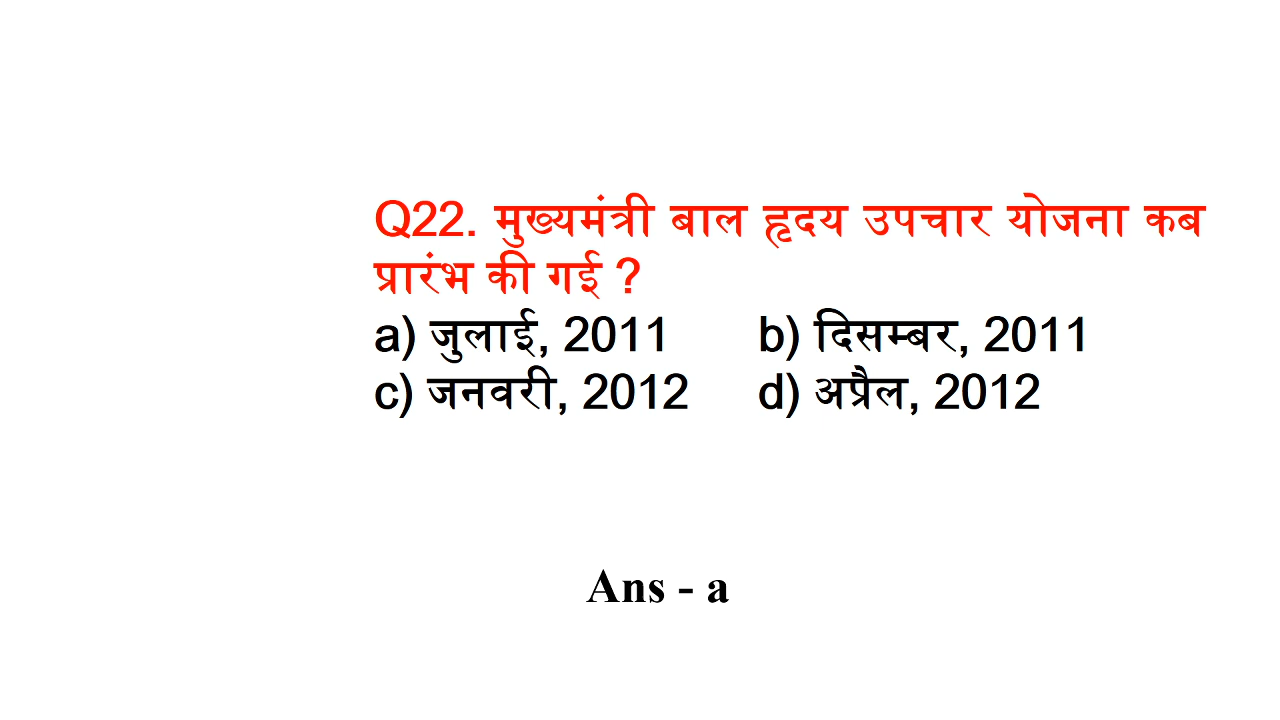 Q22. मुख्यमंत्री बाल हृदय उपचार योजना कब
प्रारंभ की गई ?
a) जुलाई, 2011 b) दिसम्बर, 2011
c) जनवरी, 2012 d) अप्रैल, 2012
Ans - a